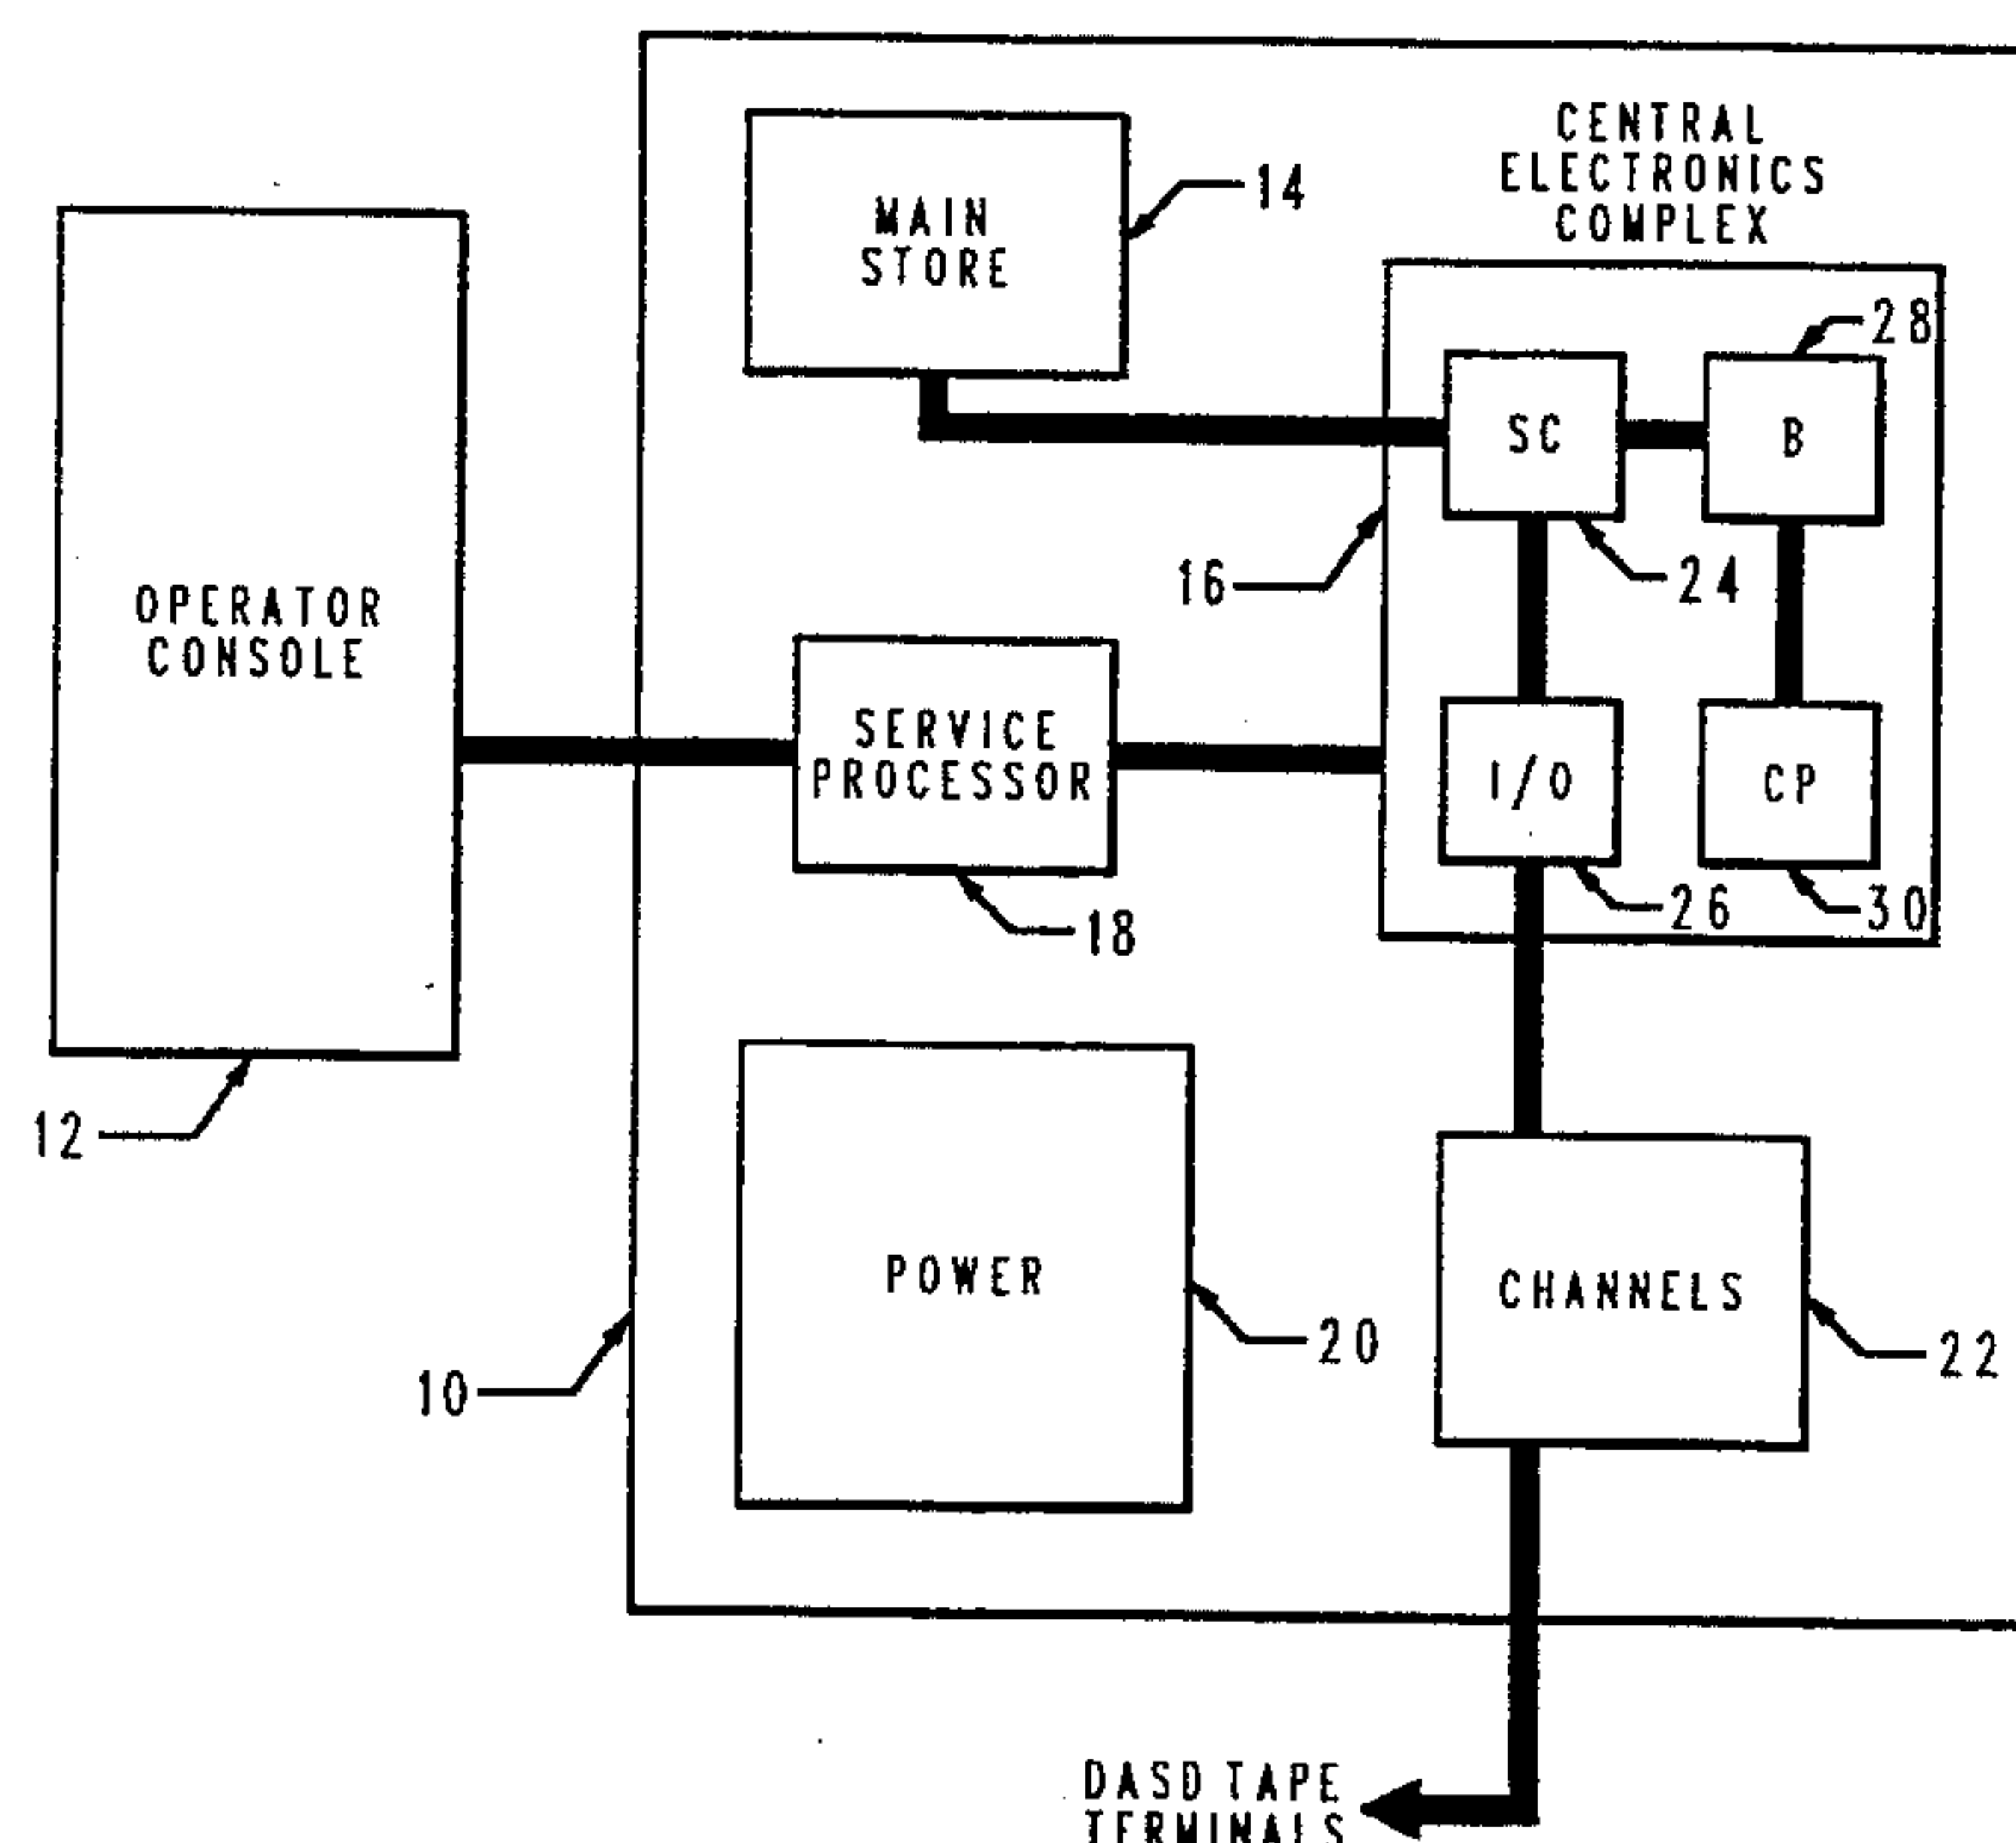 CENTRAL
ELECTRONICS
COMPLEX
MAIN
STORE
14
28
SC
B
OPERATOR
CONSOLE
16
24
SERVICE
PROCESSOR
I/O
CP
18
26
30
12
POWER
CHANNELS
20
22
10
DASD TAPE
TERMINALS